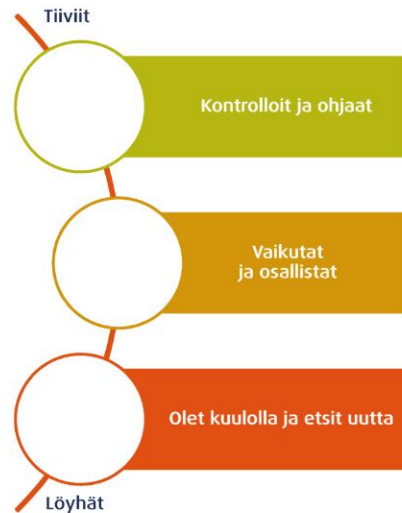 Tiiviit
Kontrolloit ja ohjaat
Vaikutat
ja osallistat
Olet kuulolla ja etsit uutta
Löyhät